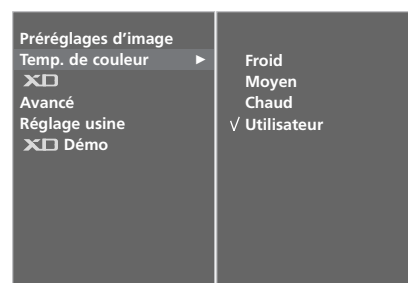 Préréglages d'image
Temp. de couleur ►
XD
Avancé
Réglage usine
XD Démo
Froid
Moyen
Chaud
√ Utilisateur